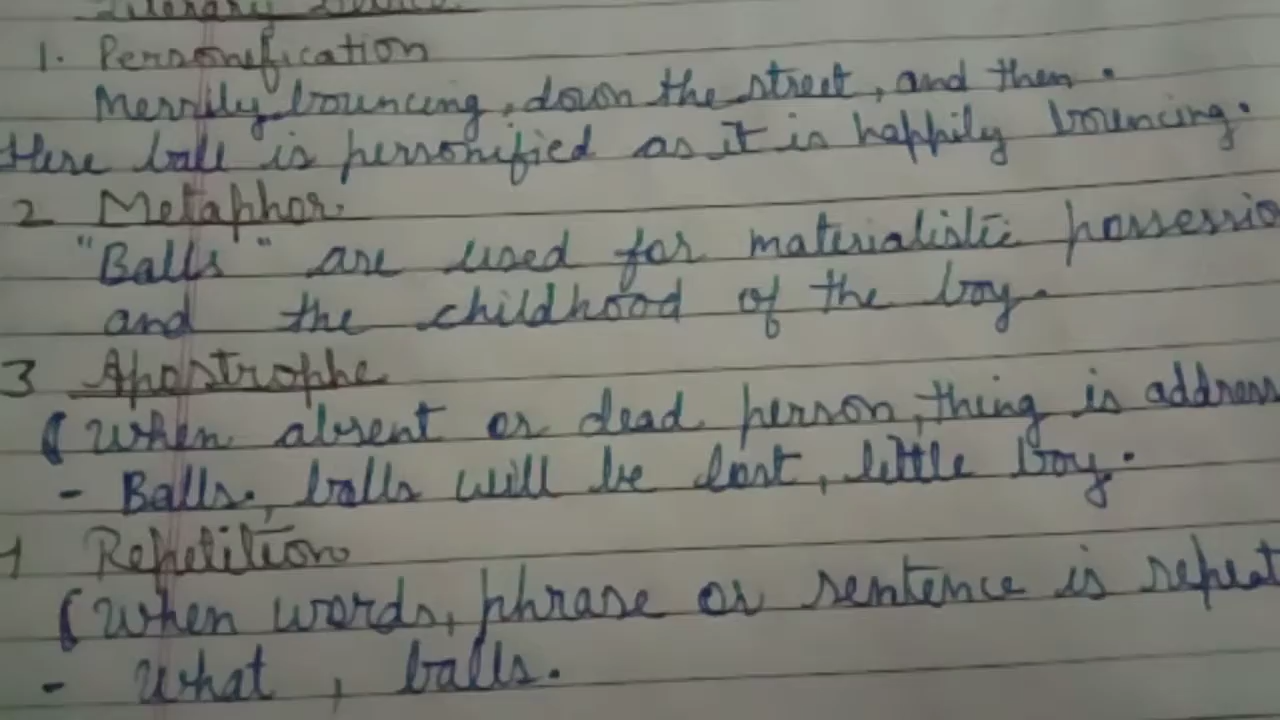 Literary Device
1. Personification
Merrily bouncing, down the street, and then.
Here ball is personified as it is happily bouncing.
2 Metaphor.
"Balls" are used for materialistic possessio
and the childhood of the boy.
3 Apostrophe
(When absent or dead person, thing is address
- Balls, balls will be lost, little boy.
Repetition
(When words, phrase or sentence is repeat
- What, balls.